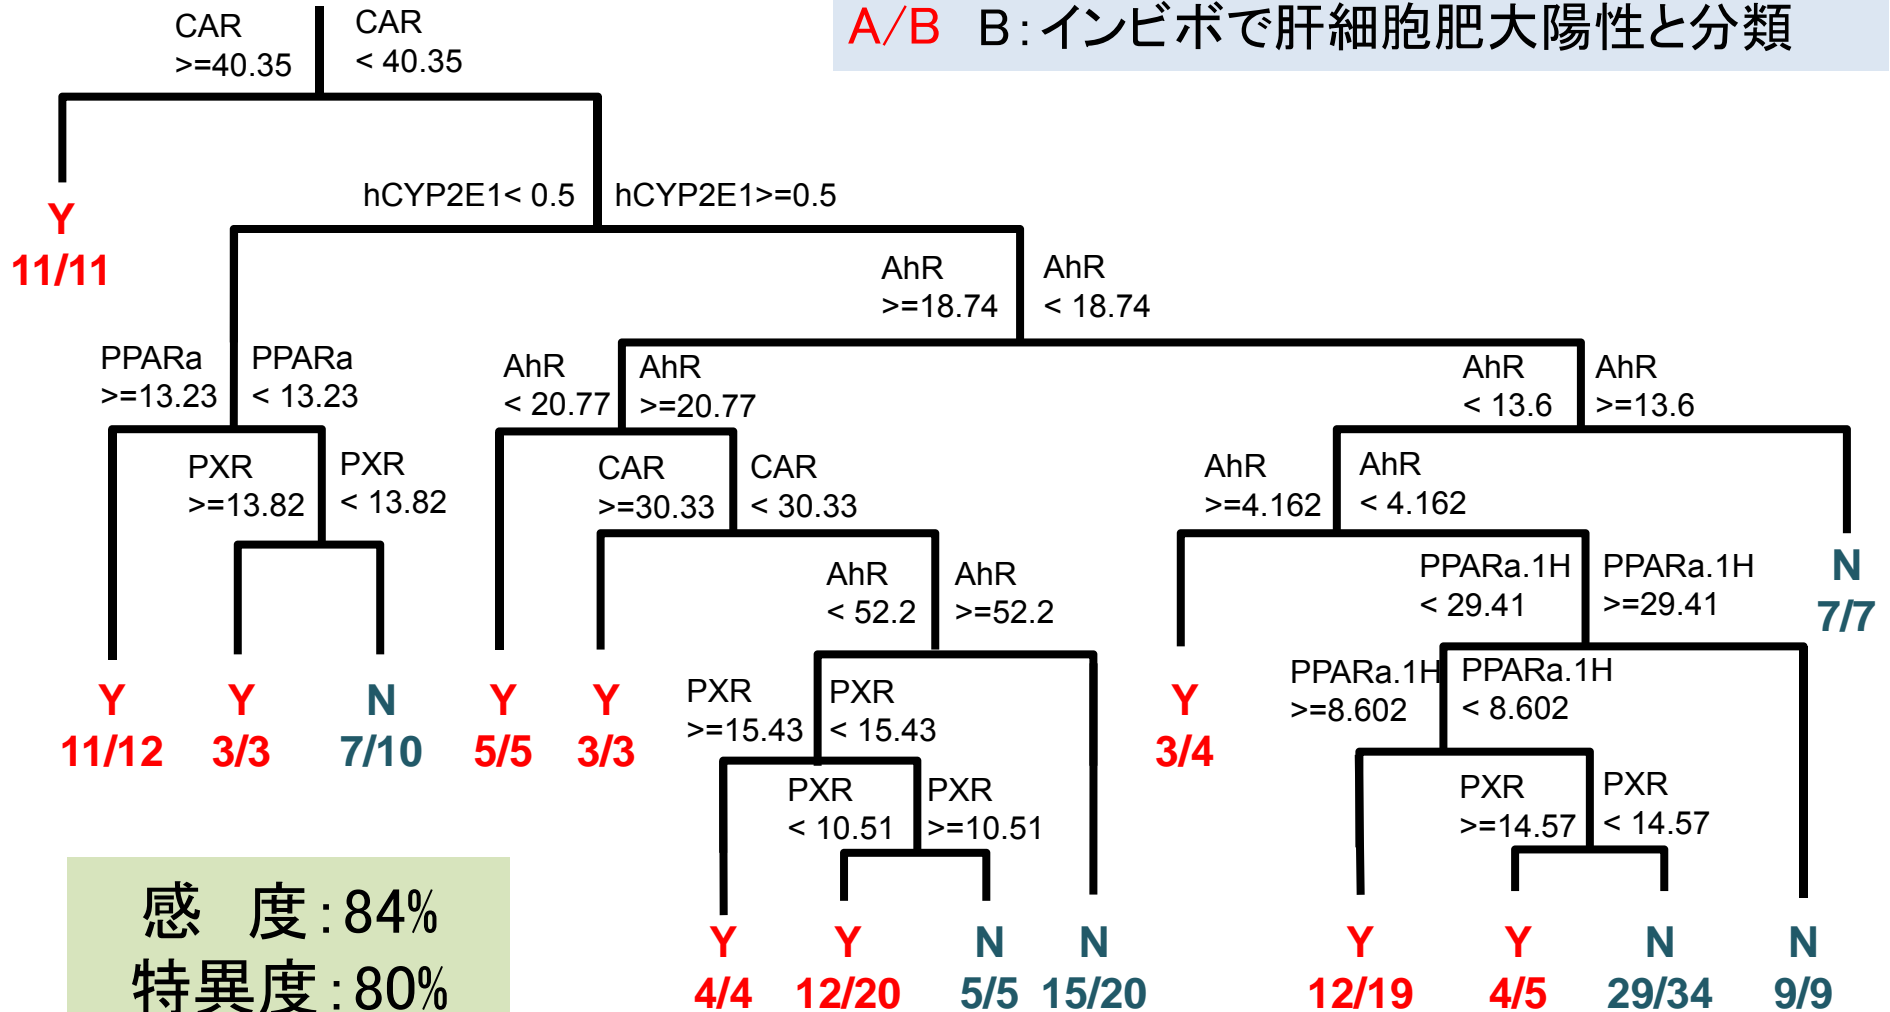 A/B B:インビボで肝細胞肥大陽性と分類
CAR
>=40.35
CAR
< 40.35
Y
11/11
hCYP2E1< 0.5
hCYP2E1>=0.5
AhR
>=18.74
AhR
< 18.74
PPARa
>=13.23
PPARa
< 13.23
AhR
< 20.77
AhR
>=20.77
AhR
< 13.6
AhR
>=13.6
PXR
>=13.82
PXR
< 13.82
CAR
>=30.33
CAR
< 30.33
AhR
>=4.162
AhR
< 4.162
AhR
< 52.2
AhR
>=52.2
PPARa.1H
< 29.41
PPARa.1H
>=29.41
N
7/7
Y
11/12
Y
3/3
N
7/10
Y
5/5
Y
3/3
PXR
>=15.43
PXR
< 15.43
Y
3/4
PPARa.1H
>=8.602
PPARa.1H
< 8.602
PXR
< 10.51
PXR
>=10.51
PXR
>=14.57
PXR
< 14.57
Y
4/4
Y
12/20
N
5/5
N
15/20
Y
12/19
Y
4/5
N
29/34
N
9/9
感 度:84%
特異度:80%